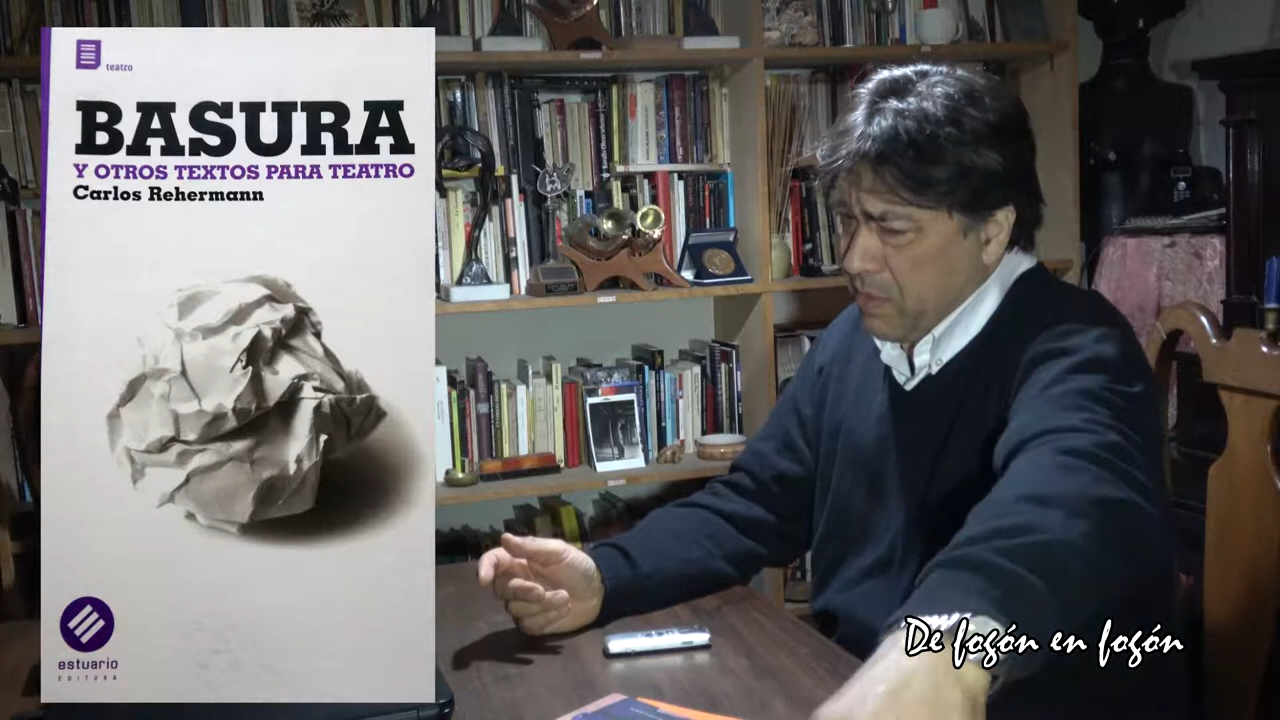 teatro
BASURA
Y OTROS TEXTOS PARA TEATRO
Carlos Rehermann
estuario
EDITORA
De fogón en fogón